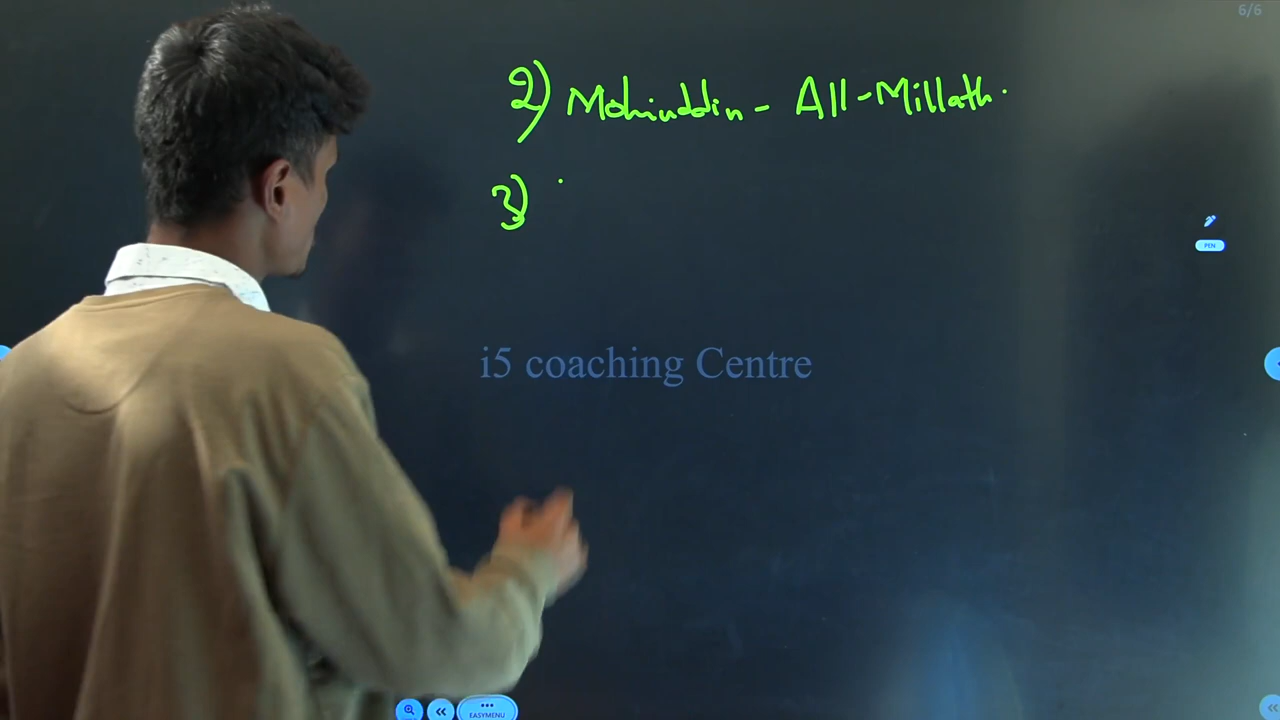 6/6
2) Mohiuddin - All-Millath.
3)
PEN
i5 coaching Centre
EASYMENU